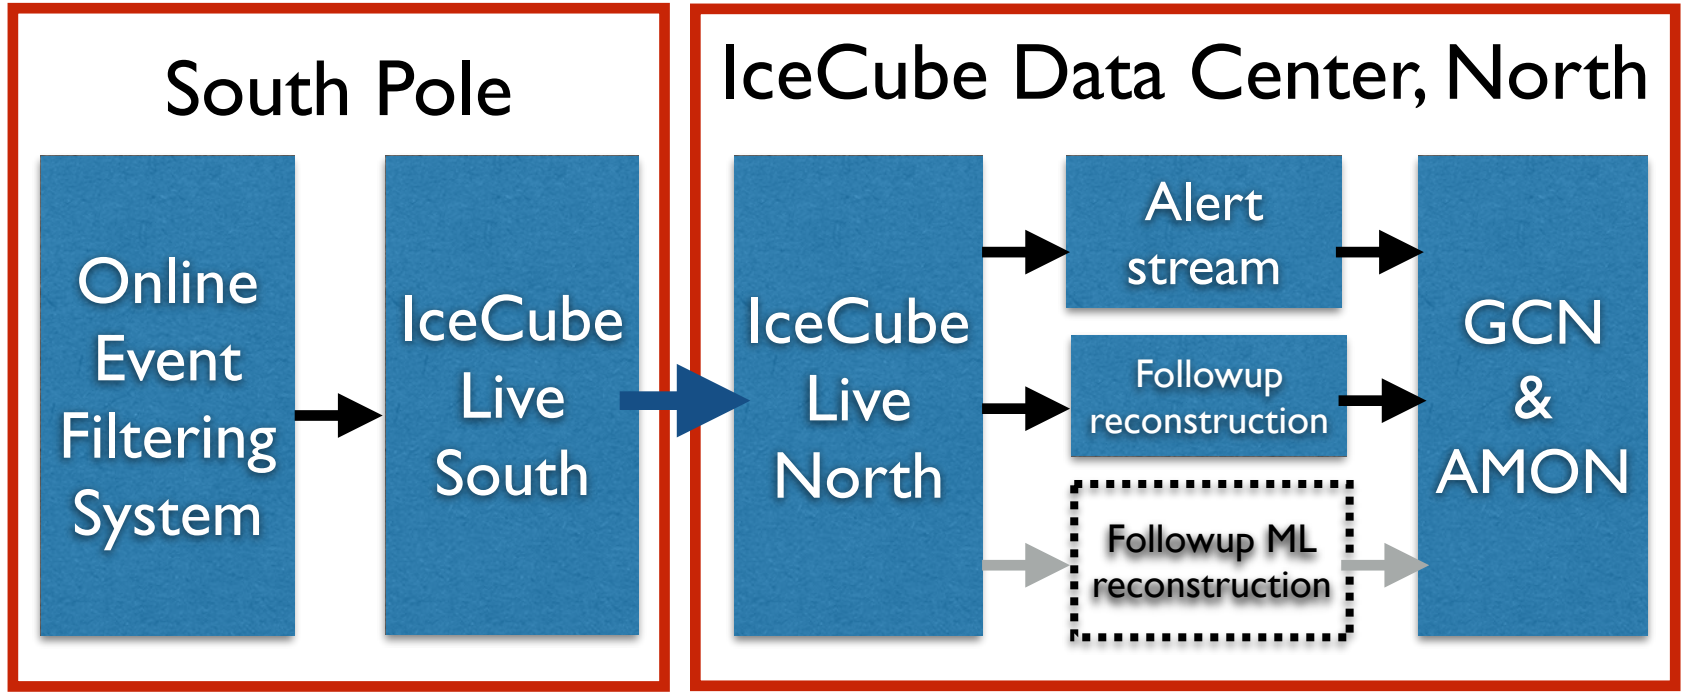 South Pole
Online
Event
Filtering
System
IceCube
Live
South
IceCube Data Center, North
IceCube
Live
North
Alert
stream
Followup
reconstruction
Followup ML
reconstruction
GCN
&
AMON